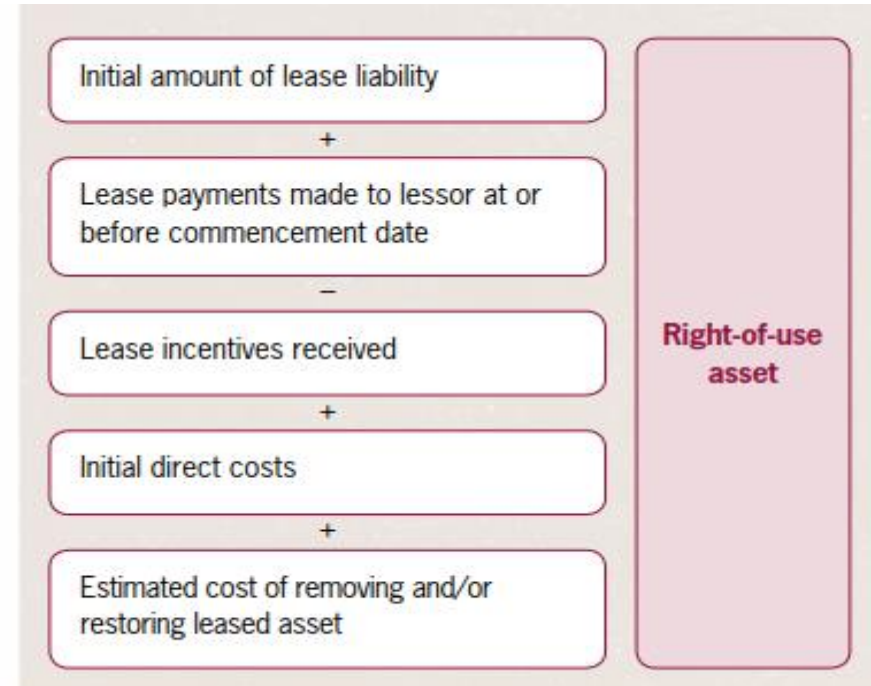 Initial amount of lease liability
+
Lease payments made to lessor at or
before commencement date
−
Lease incentives received
+
Initial direct costs
+
Estimated cost of removing and/or
restoring leased asset
Right-of-use
asset